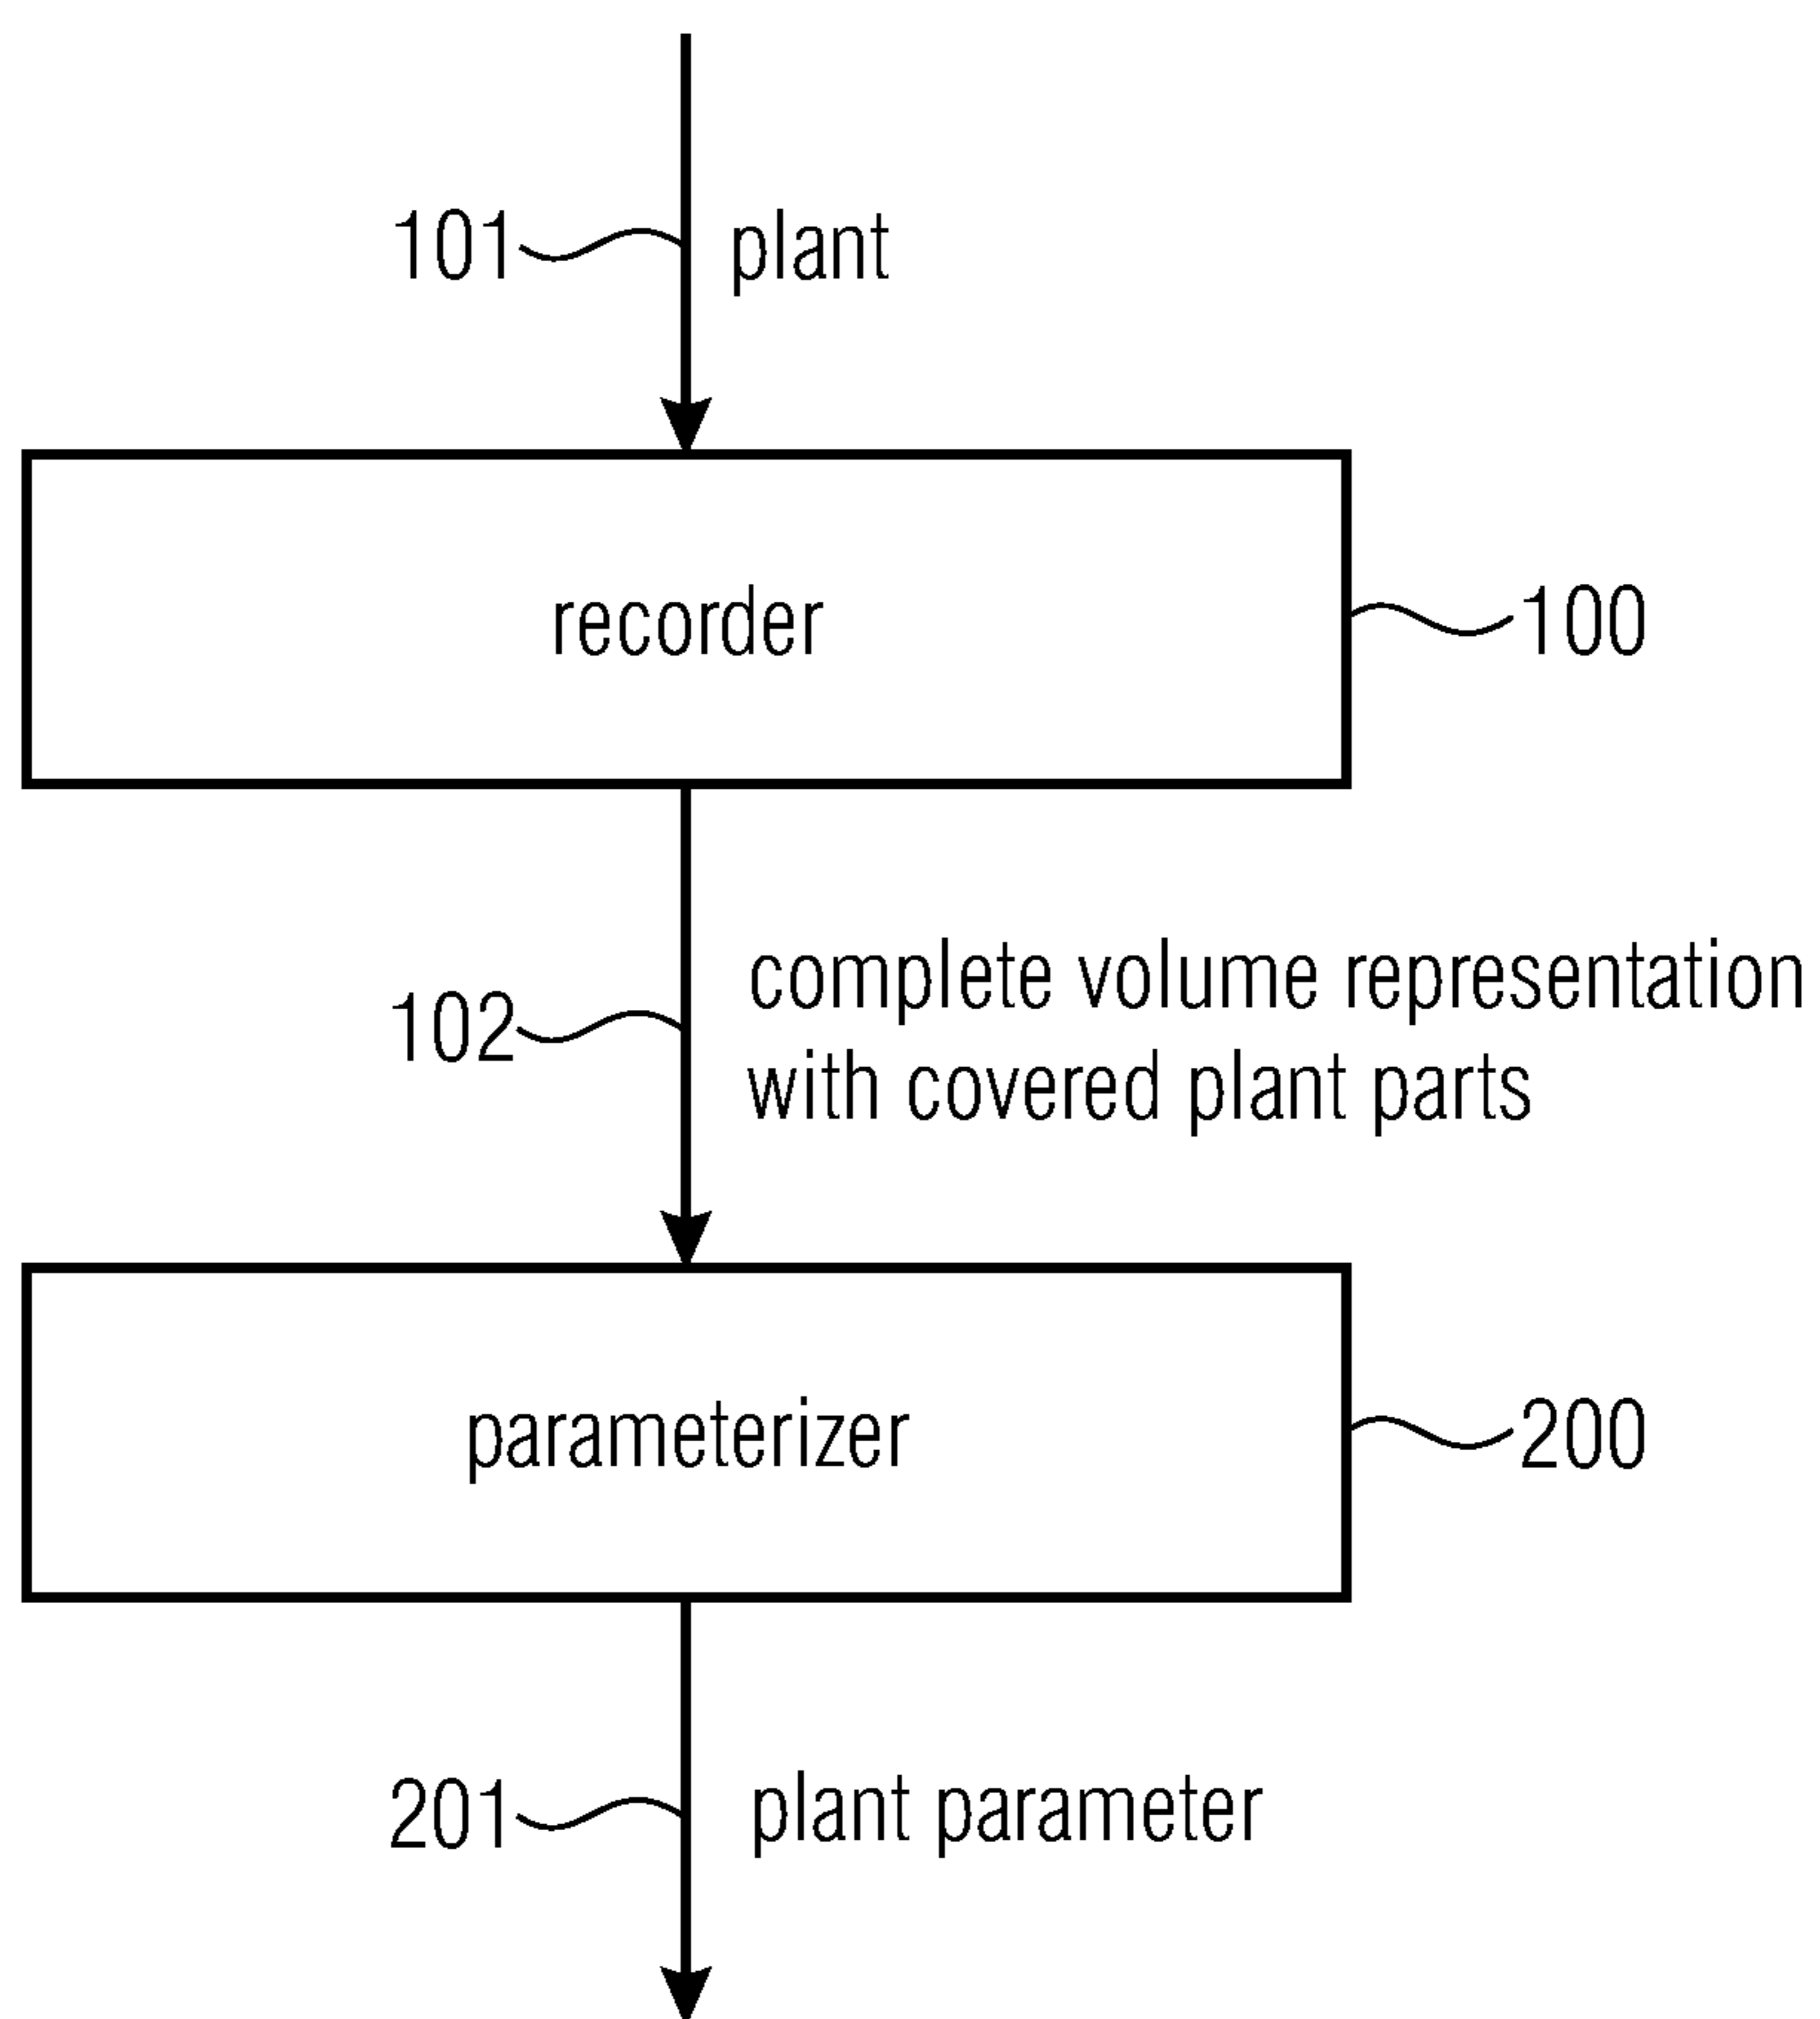 101 plant
recorder 100
102 complete volume representation
with covered plant parts
parameterizer 200
201 plant parameter